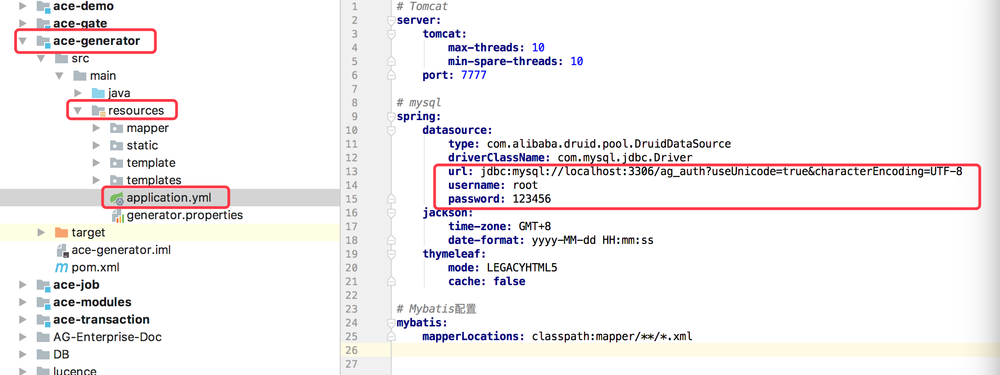 ace-demo
ace-gate
ace-generator
src
main
java
resources
mapper
static
template
templates
application.yml
generator.properties
target
ace-generator.iml
pom.xml
ace-job
ace-modules
ace-transaction
AG-Enterprise-Doc
DB
lucence
1 # Tomcat
2 server:
3 tomcat:
4 max-threads: 10
5 min-spare-threads: 10
6 port: 7777
7
8 # mysql
9 spring:
10 datasource:
11 type: com.alibaba.druid.pool.DruidDataSource
12 driverClassName: com.mysql.jdbc.Driver
13 url: jdbc:mysql://localhost:3306/ag_auth?useUnicode=true&characterEncoding=UTF-8
14 username: root
15 password: 123456
16 jackson:
17 time-zone: GMT+8
18 date-format: yyyy-MM-dd HH:mm:ss
19 thymeleaf:
20 mode: LEGACYHTML5
21 cache: false
22
23 # Mybatis配置
24 mybatis:
25 mapperLocations: classpath:mapper/**/*.xml
26
27